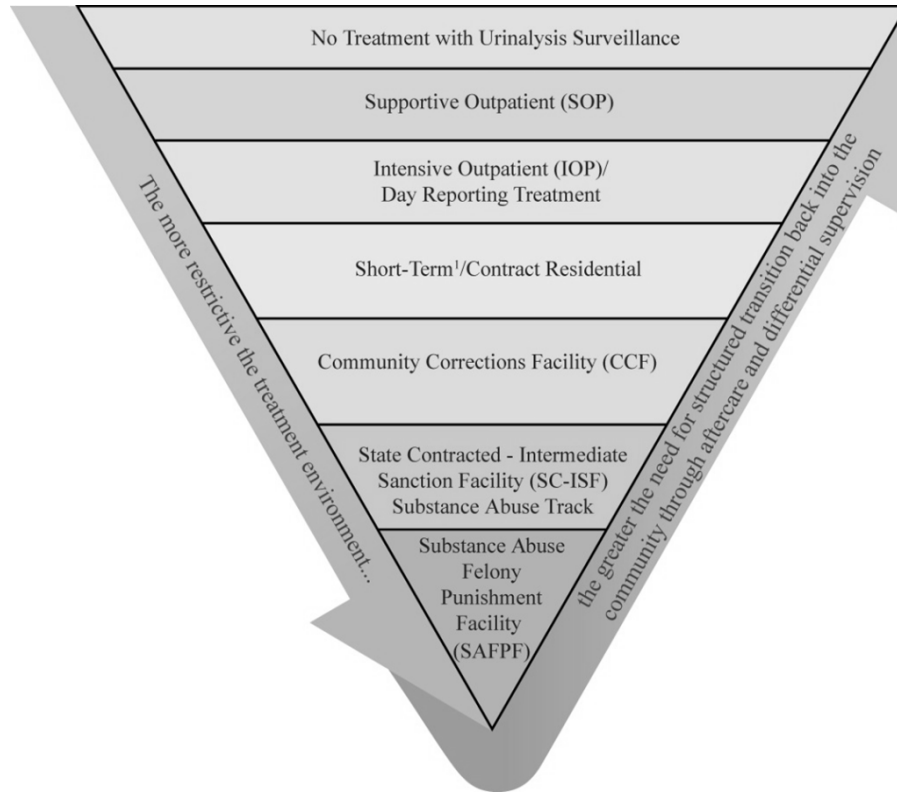 No Treatment with Urinalysis Surveillance
Supportive Outpatient (SOP)
Intensive Outpatient (IOP)/
Day Reporting Treatment
Short-Term¹/Contract Residential
Community Corrections Facility (CCF)
State Contracted - Intermediate
Sanction Facility (SC-ISF)
Substance Abuse Track
Substance Abuse
Felony
Punishment
Facility
(SAFPF)
The more restrictive the treatment environment...
the greater the need for structured transition back into the
community through aftercare and differential supervision